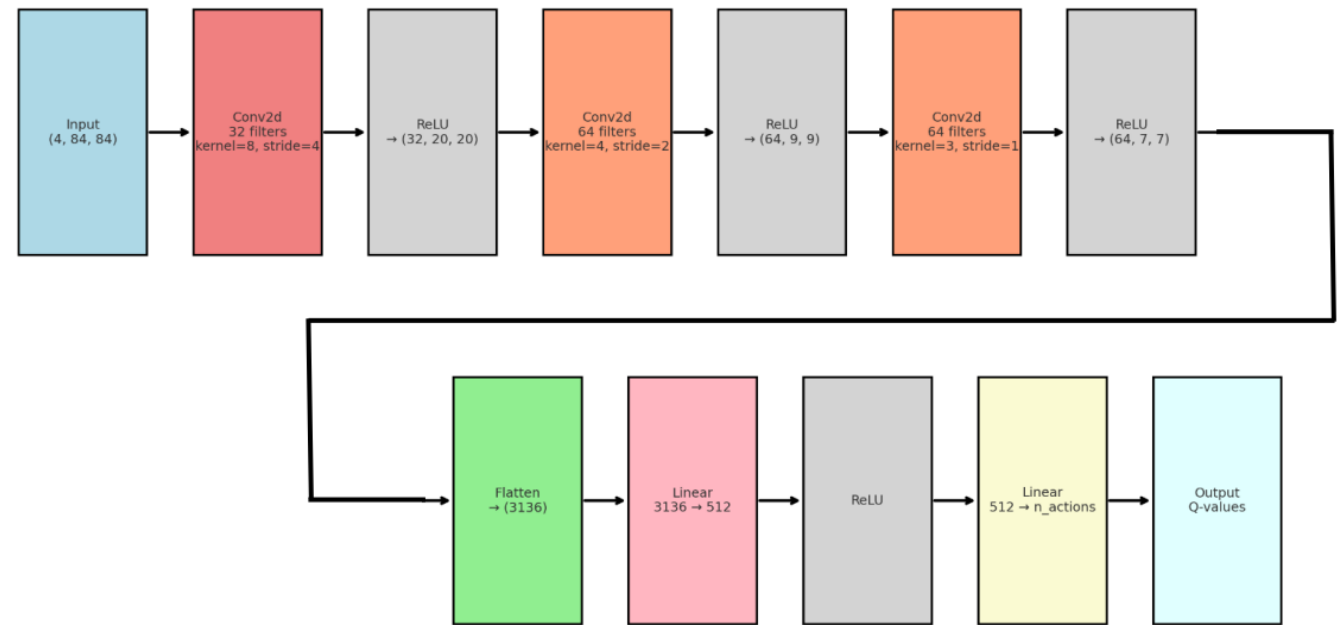 Input
(4, 84, 84)
Conv2d
32 filters
kernel=8, stride=4
ReLU
→ (32, 20, 20)
Conv2d
64 filters
kernel=4, stride=2
ReLU
→ (64, 9, 9)
Conv2d
64 filters
kernel=3, stride=1
ReLU
→ (64, 7, 7)
Flatten
→ (3136)
Linear
3136 → 512
ReLU
Linear
512 → n_actions
Output
Q-values